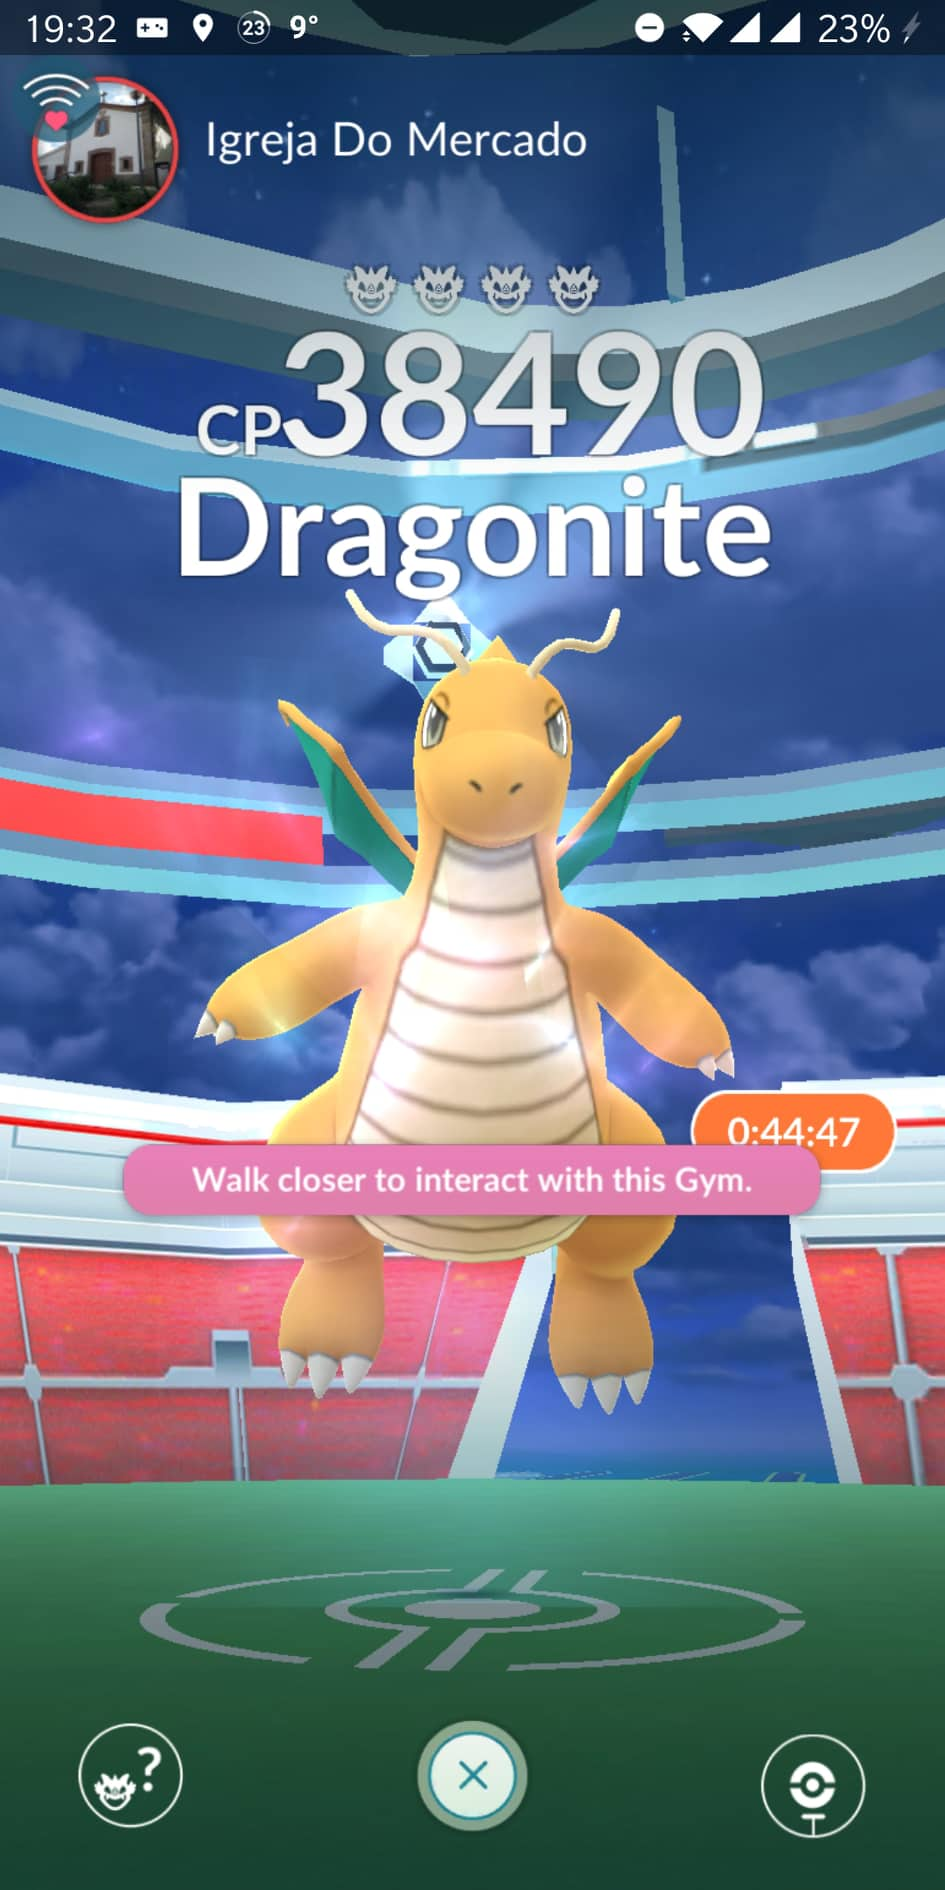 19:32 23 9° 23%
Igreja Do Mercado
CP38490
Dragonite
0:44:47
Walk closer to interact with this Gym.
?